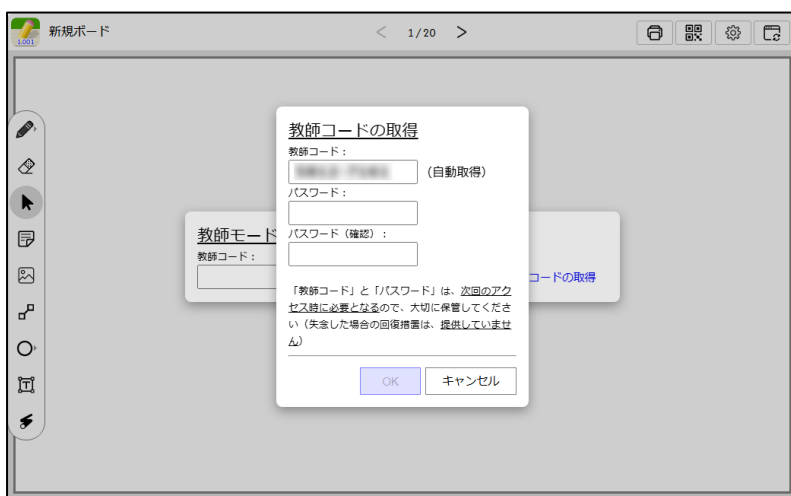 1.001
新規ボード
1/20
教師コードの取得
教師コード：
(自動取得)
パスワード：
パスワード（確認）：
「教師コード」と「パスワード」は、次回のアク
セス時に必要となるので、大切に保管してくださ
い（失念した場合の回復措置は、提供していませ
ん）
OK
キャンセル
教師モード
教師コード：
コードの取得